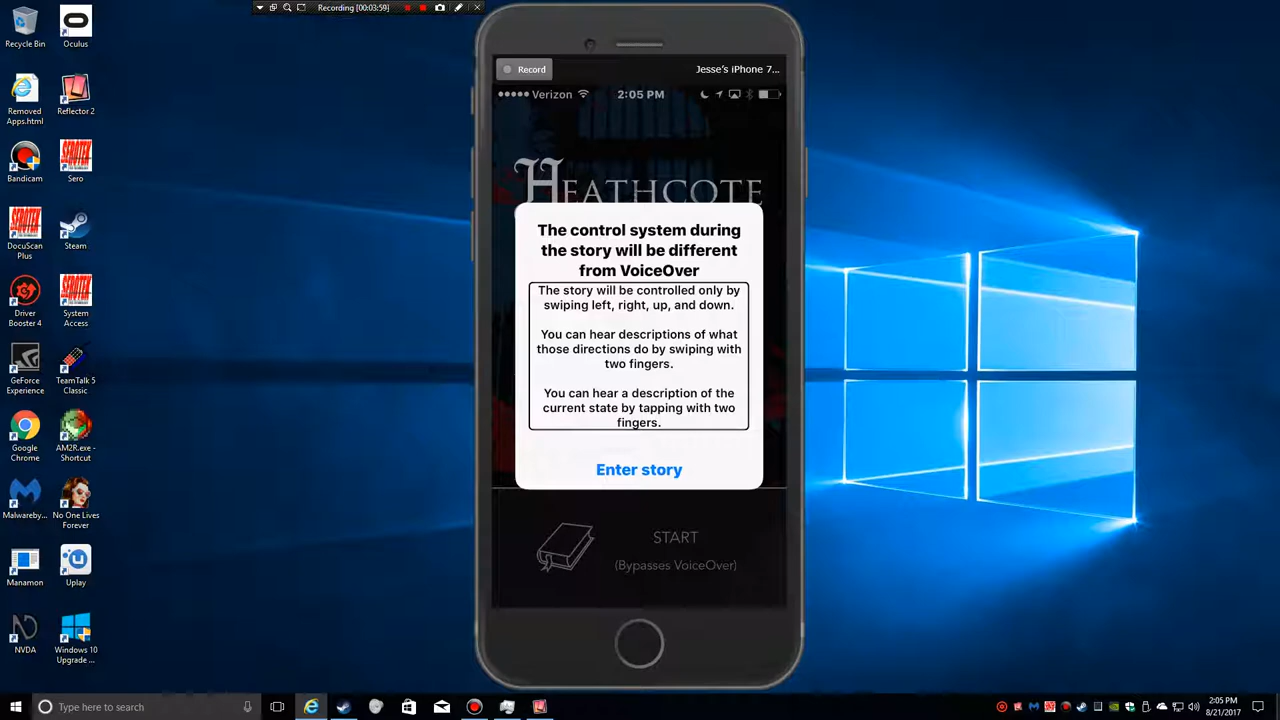 Recording [00:03:59]
Recycle Bin
Oculus
Removed
Apps.html
Reflector 2
Bandicam
SEROTEK
Sero
SEROTEK
DocuScan
Plus
STEAM
Steam
Driver
Booster 4
SEROTEK
System
Access
GeForce
Experience
TeamTalk 5
Classic
Google
Chrome
AM2R.exe -
Shortcut
Malwareby...
No One Lives
Forever
Manamon
Uplay
NVDA
Windows 10
Upgrade ...
Record
Jesse's iPhone 7...
Verizon
2:05 PM
HEATHCOTE
The control system during
the story will be different
from VoiceOver
The story will be controlled only by
swiping left, right, up, and down.
You can hear descriptions of what
those directions do by swiping with
two fingers.
You can hear a description of the
current state by tapping with two
fingers.
Enter story
START
(Bypasses VoiceOver)
Type here to search
2:05 PM
8/21/2017